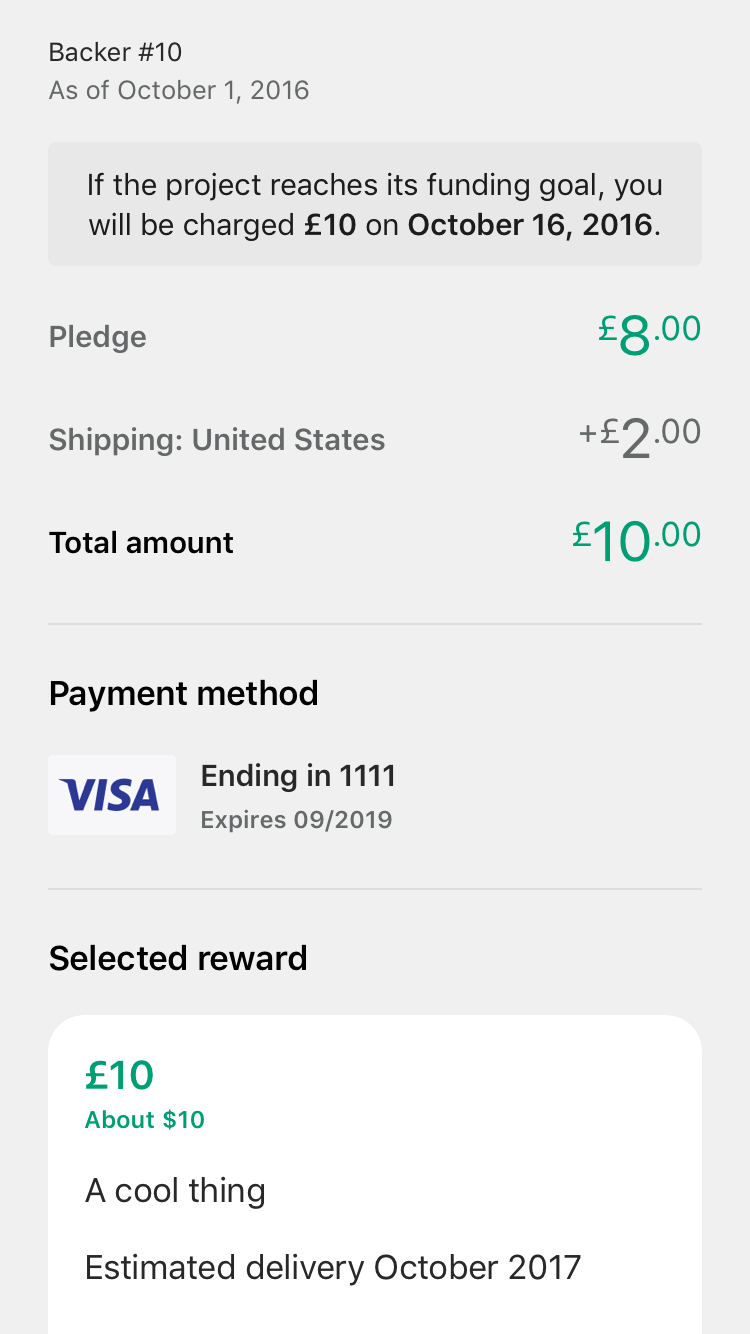 Backer #10
As of October 1, 2016
If the project reaches its funding goal, you
will be charged £10 on October 16, 2016.
Pledge £8.00
Shipping: United States +£2.00
Total amount £10.00
Payment method
VISA Ending in 1111
Expires 09/2019
Selected reward
£10
About $10
A cool thing
Estimated delivery October 2017